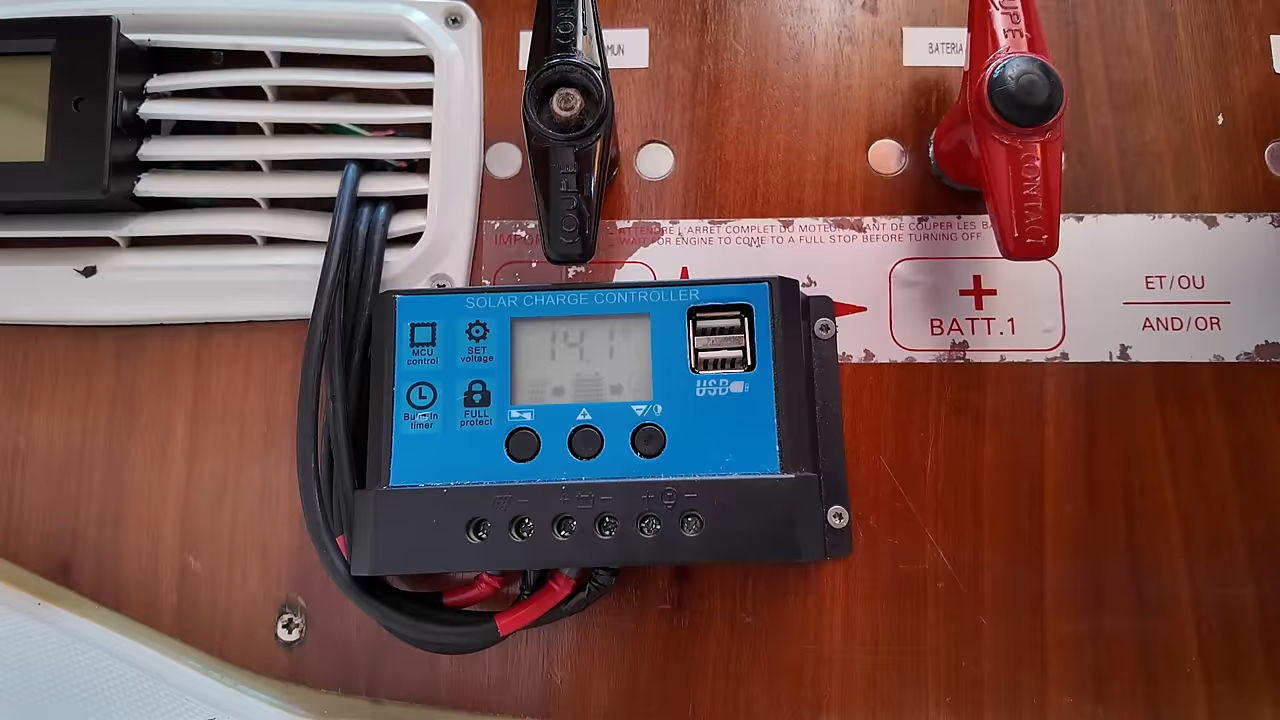 COUPÉ
CONTACT
BATERIA
ATTENDRE L'ARRET COMPLET DU MOTEUR AVANT DE COUPER LES
WAIT FOR ENGINE TO COME TO A FULL STOP BEFORE TURNING OFF
+
BATT.1
ET/OU
AND/OR
COUPE
SOLAR CHARGE CONTROLLER
MCU
control
SET
voltage
Built-in
timer
FULL
protect
14.1
USB
+ -
+ -